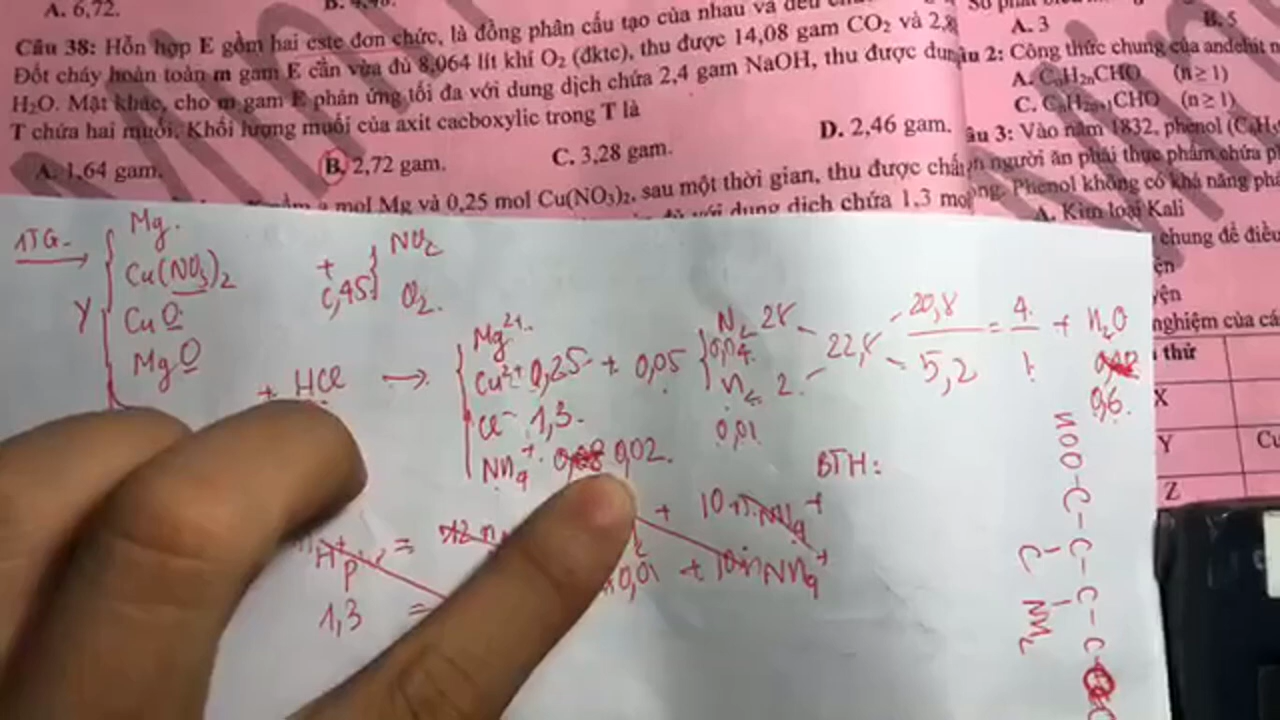 A. 6,72.
Câu 38: Hỗn hợp E gồm hai este đơn chức, là đồng phân cấu tạo của nhau và đều
Đốt cháy hoàn toàn m gam E cần vừa đủ 8,064 lít khí O2 (đktc), thu được 14,08 gam CO2 và 2,8
H2O. Mặt khác, cho m gam E phản ứng tối đa với dung dịch chứa 2,4 gam NaOH, thu được
T chứa hai muối. Khối lượng muối của axit cacboxylic trong T là
A. 1,64 gam.
B. 2,72 gam.
C. 3,28 gam.
D. 2,46 gam.
mol Mg và 0,25 mol Cu(NO3)2, sau một thời gian, thu được chất
với dung dịch chứa 1,3 mol
A. 3
B. 5
âu 2: Công thức chung của anđehit
A. CnH2nCHO (n ≥ 1)
C. CnH2n+1CHO (n ≥ 1)
âu 3: Vào năm 1832, phenol
người ăn phải thực phẩm chứa
Phenol không có khả năng
A. Kim loại Kali
chung để điều
nghiệm của
thử
X
Y
Z
1TG
Y
Mg
Cu(NO3)2
CuO
MgO
+ 0,45
NO2
O2
+ HCl →
Mg2+
Cu2+ 0,25
Cl- 1,3
NH4+ 0,02
+ 0,05
N2 28
0,04
H2 2
0,01
22,8
20,8
5,2
= 4
1
+ H2O
0,6
BTH:
H+ p =
+ 10 nNH4+
1,3 =
0,01 + 10 nNH4+
HOOC-C-C-C
C NH2